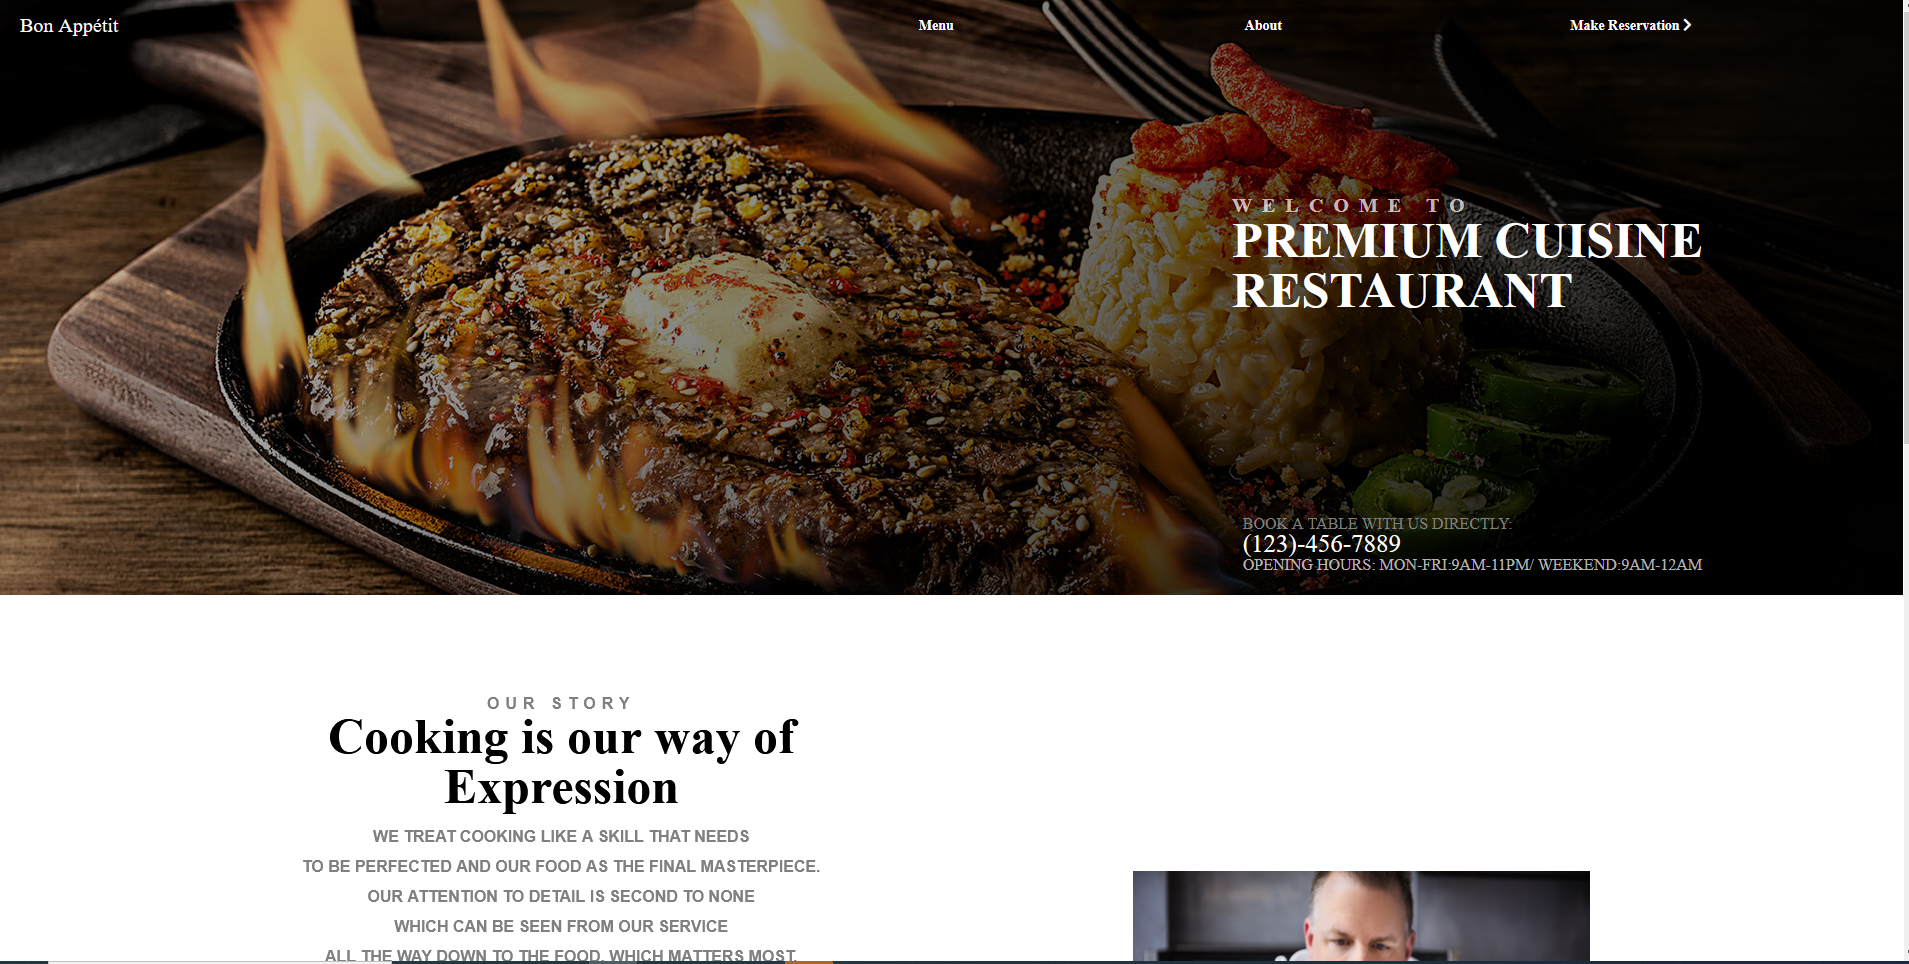 Bon Appétit
Menu
About
Make Reservation
WELCOME TO
PREMIUM CUISINE
RESTAURANT
BOOK A TABLE WITH US DIRECTLY:
(123)-456-7889
OPENING HOURS: MON-FRI:9AM-11PM/ WEEKEND:9AM-12AM
OUR STORY
Cooking is our way of
Expression
WE TREAT COOKING LIKE A SKILL THAT NEEDS
TO BE PERFECTED AND OUR FOOD AS THE FINAL MASTERPIECE.
OUR ATTENTION TO DETAIL IS SECOND TO NONE
WHICH CAN BE SEEN FROM OUR SERVICE
ALL THE WAY DOWN TO THE FOOD, WHICH MATTERS MOST.